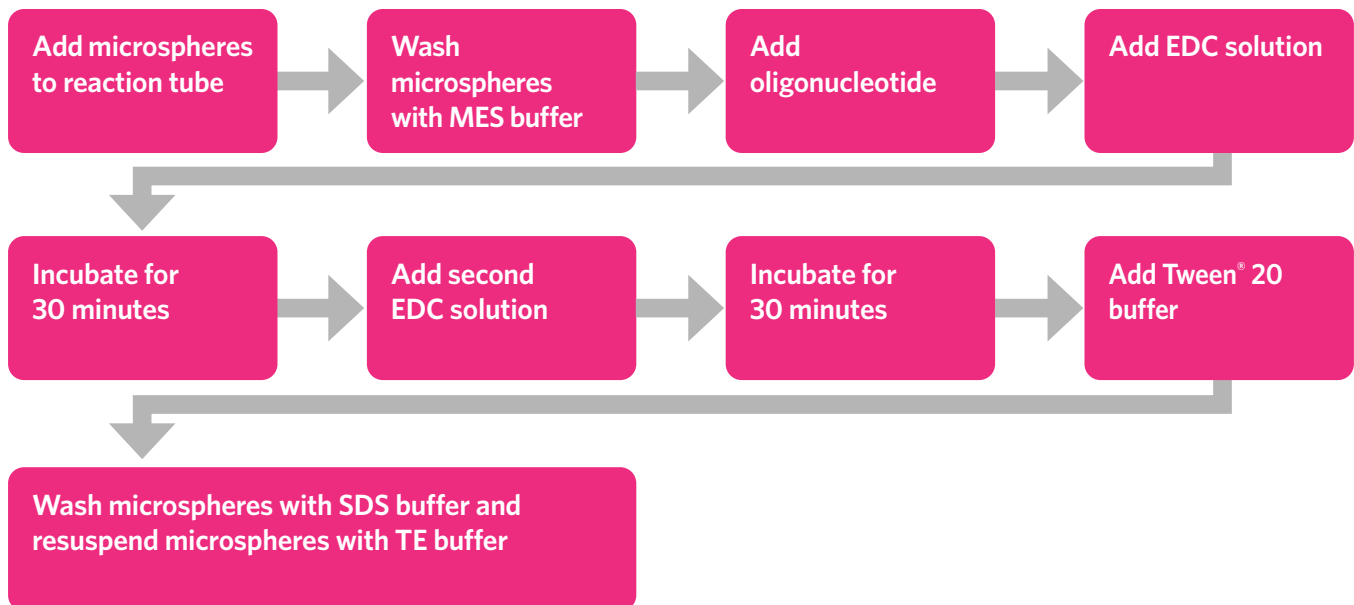 Add microspheres
to reaction tube
Wash
microspheres
with MES buffer
Add
oligonucleotide
Add EDC solution
Incubate for
30 minutes
Add second
EDC solution
Incubate for
30 minutes
Add Tween® 20
buffer
Wash microspheres with SDS buffer and
resuspend microspheres with TE buffer